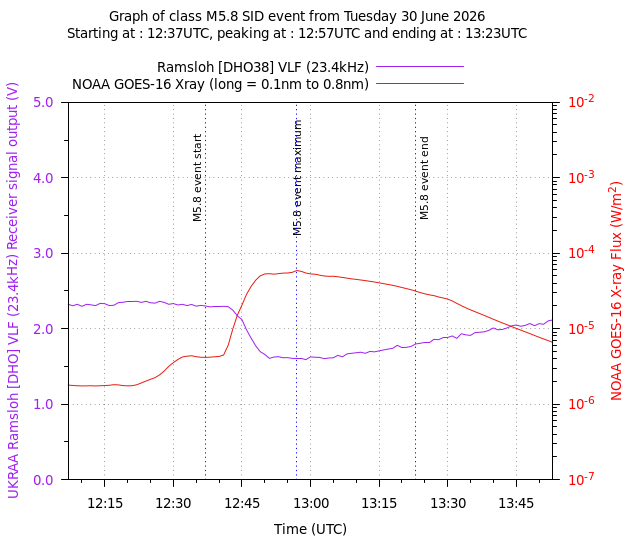 Graph of class M5.8 SID event from Tuesday 30 June 2026
Starting at : 12:37UTC, peaking at : 12:57UTC and ending at : 13:23UTC
Ramsloh [DHO38] VLF (23.4kHz)
NOAA GOES-16 Xray (long = 0.1nm to 0.8nm)
UKRAA Ramsloh [DHO] VLF (23.4kHz) Receiver signal output (V)
5.0
4.0
3.0
2.0
1.0
0.0
M5.8 event start
M5.8 event maximum
M5.8 event end
10-2
10-3
10-4
10-5
10-6
10-7
NOAA GOES-16 X-ray Flux (W/m2)
12:15 12:30 12:45 13:00 13:15 13:30 13:45
Time (UTC)